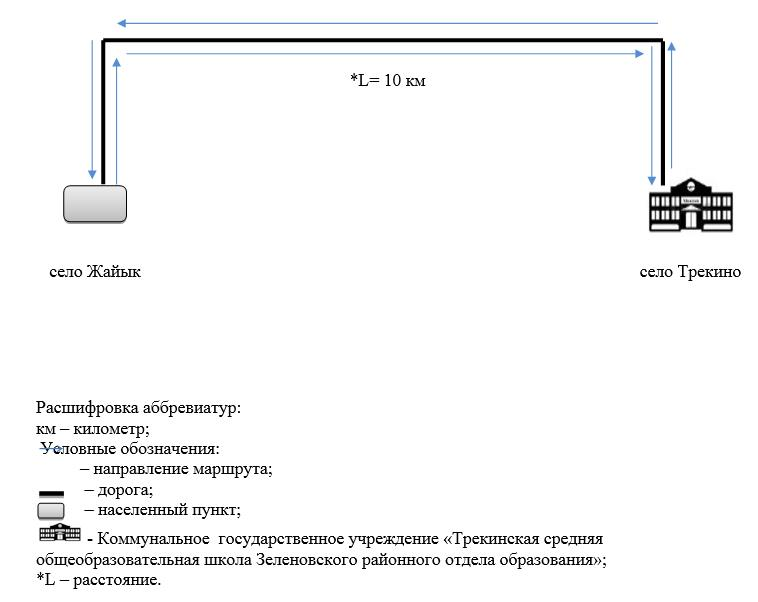 *L= 10 км
село Жайык
село Трекино
Расшифровка аббревиатур:
км – километр;
Условные обозначения:
– направление маршрута;
– дорога;
– населенный пункт;
- Коммунальное государственное учреждение «Трекинская средняя
общеобразовательная школа Зеленовского районного отдела образования»;
*L – расстояние.